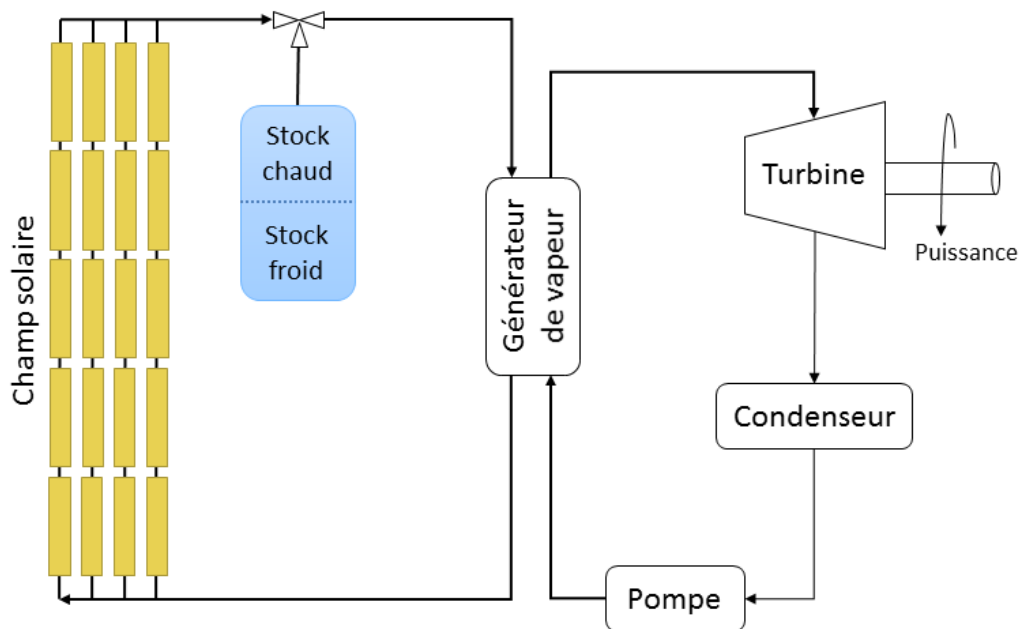 Champ solaire
Stock
chaud
Stock
froid
Générateur
de vapeur
Turbine
Puissance
Condenseur
Pompe